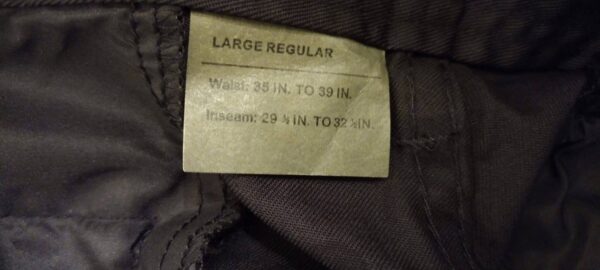 LARGE REGULAR
Waist: 35 IN. TO 39 IN.
Inseam: 29 ½ IN. TO 32 ½ IN.